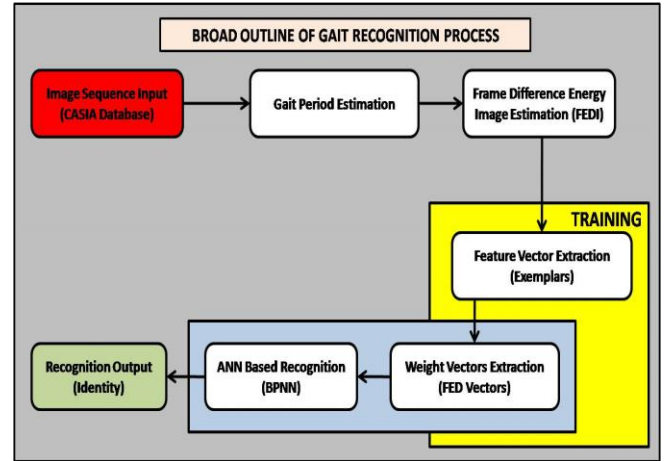 BROAD OUTLINE OF GAIT RECOGNITION PROCESS
Image Sequence Input
(CASIA Database)
Gait Period Estimation
Frame Difference Energy
Image Estimation (FEDI)
TRAINING
Feature Vector Extraction
(Exemplars)
Recognition Output
(Identity)
ANN Based Recognition
(BPNN)
Weight Vectors Extraction
(FED Vectors)